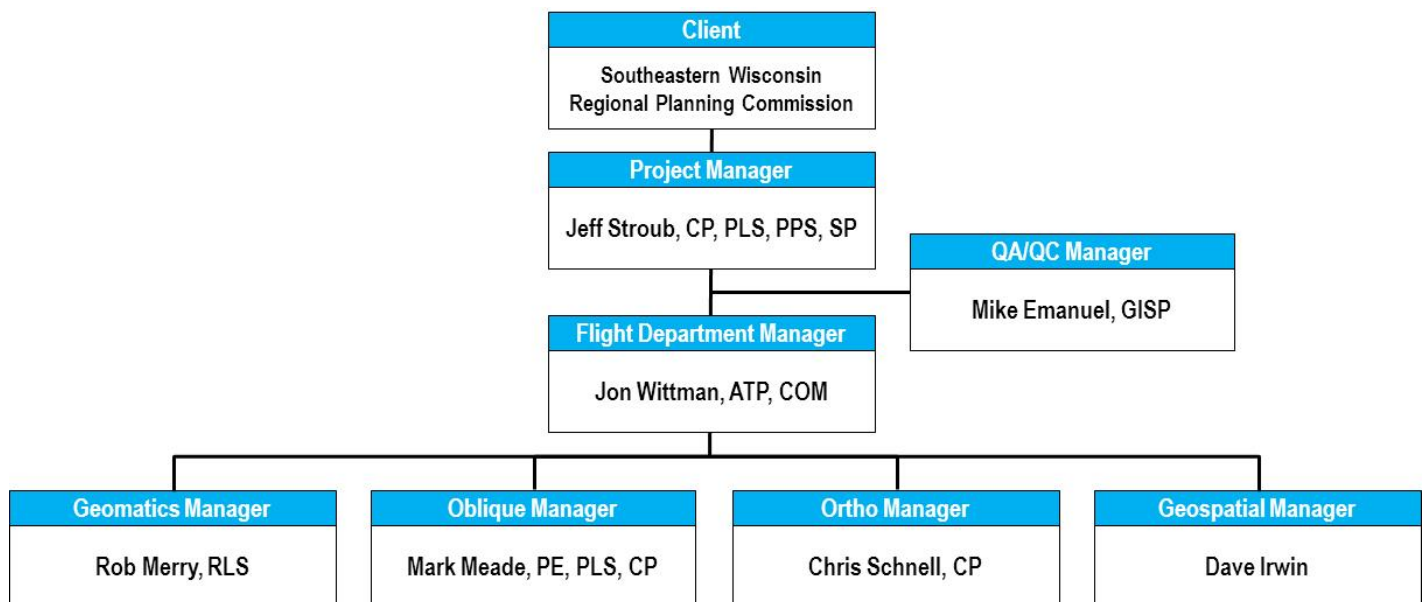 Client
Southeastern Wisconsin
Regional Planning Commission
Project Manager
Jeff Stroub, CP, PLS, PPS, SP
QA/QC Manager
Mike Emanuel, GISP
Flight Department Manager
Jon Wittman, ATP, COM
Geomatics Manager
Rob Merry, RLS
Oblique Manager
Mark Meade, PE, PLS, CP
Ortho Manager
Chris Schnell, CP
Geospatial Manager
Dave Irwin